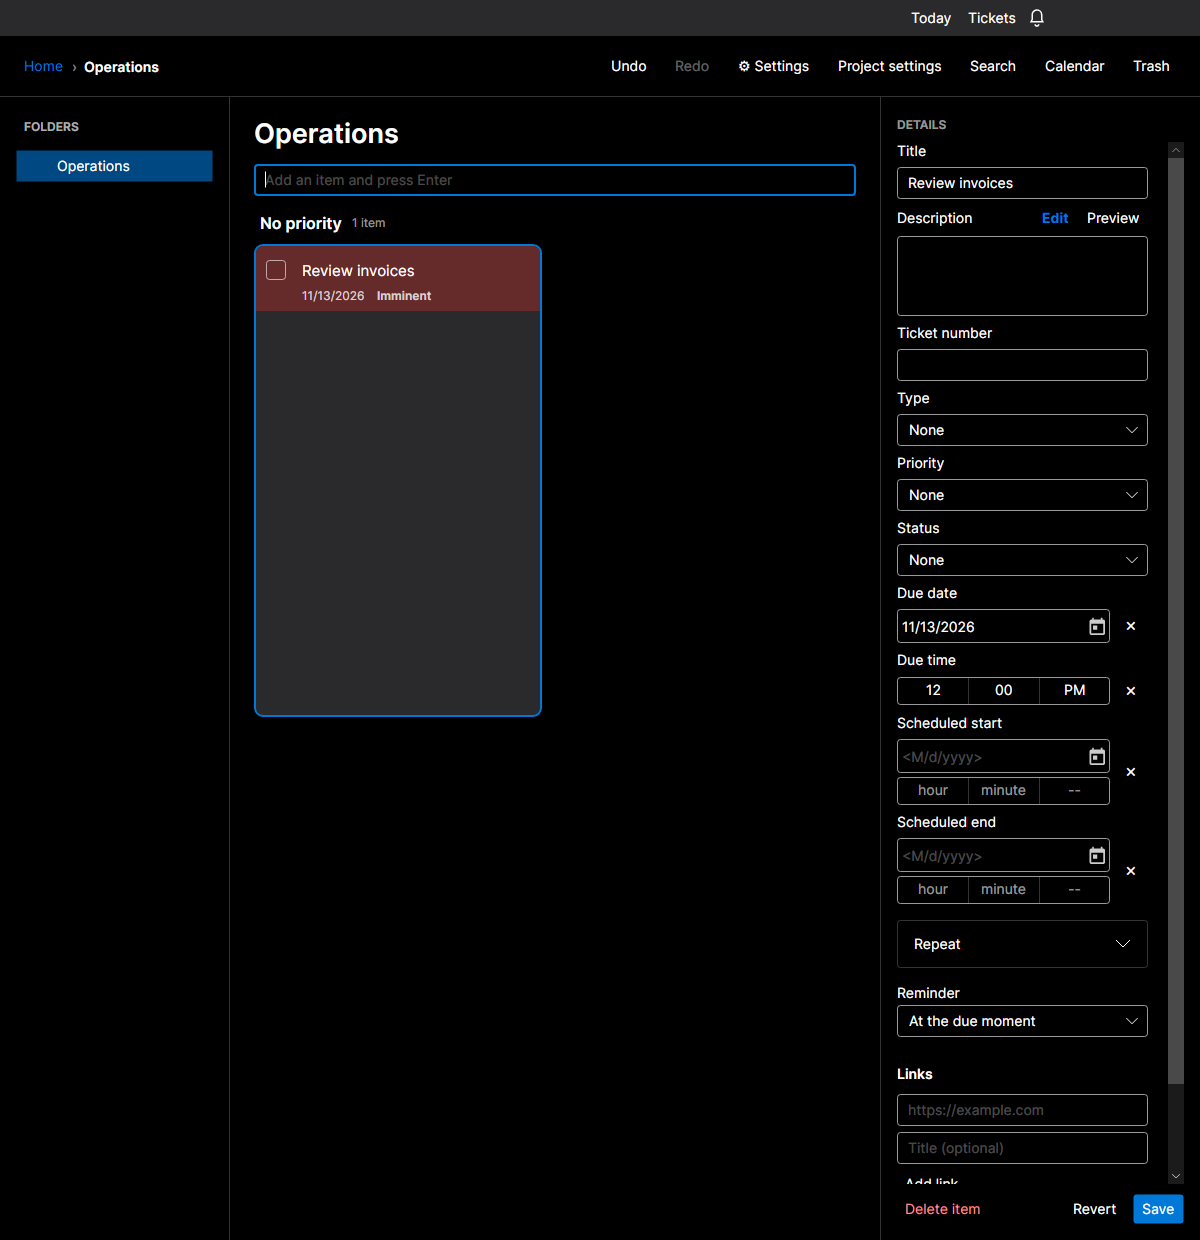 Today Tickets
Home › Operations
Undo Redo ⚙ Settings Project settings Search Calendar Trash
FOLDERS
Operations
Operations
Add an item and press Enter
No priority 1 item
Review invoices
11/13/2026 Imminent
DETAILS
Title
Review invoices
Description Edit Preview
Ticket number
Type
None
Priority
None
Status
None
Due date
11/13/2026 ×
Due time
12 00 PM ×
Scheduled start
<M/d/yyyy>
hour minute -- ×
Scheduled end
<M/d/yyyy>
hour minute -- ×
Repeat
Reminder
At the due moment
Links
https://example.com
Title (optional)
Add link
Delete item Revert Save